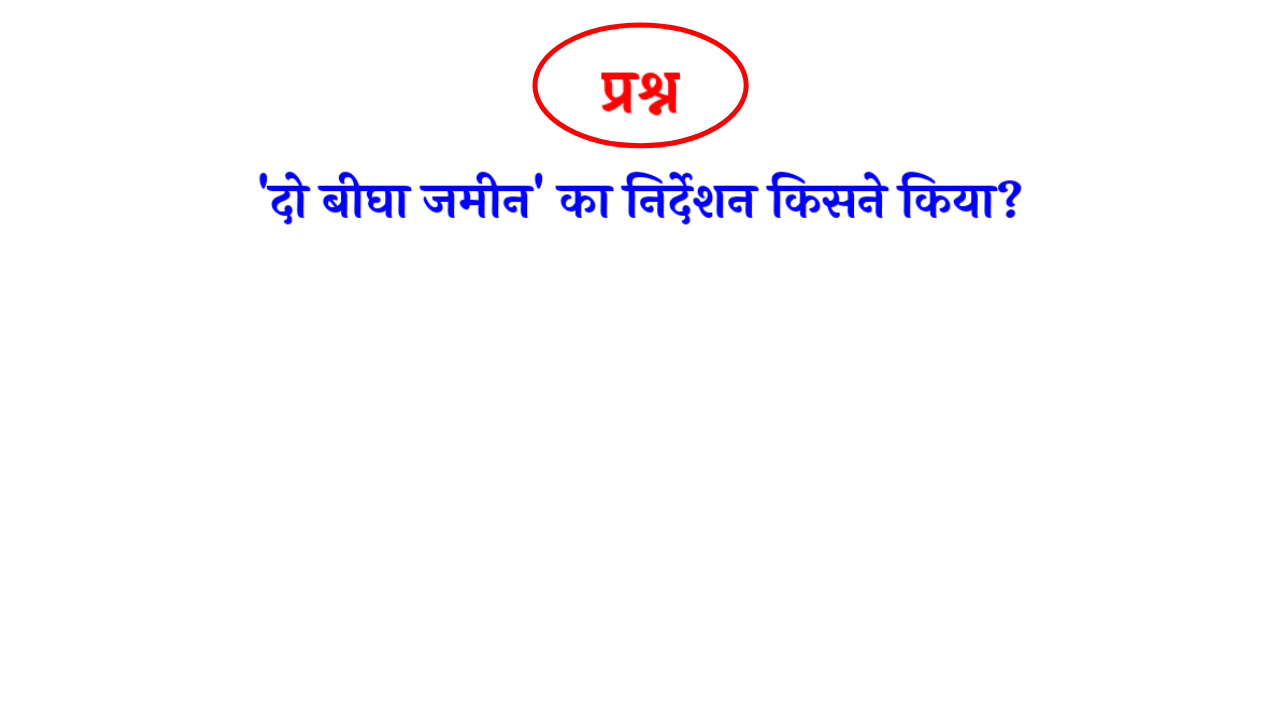 प्रश्न
'दो बीघा जमीन' का निर्देशन किसने किया?